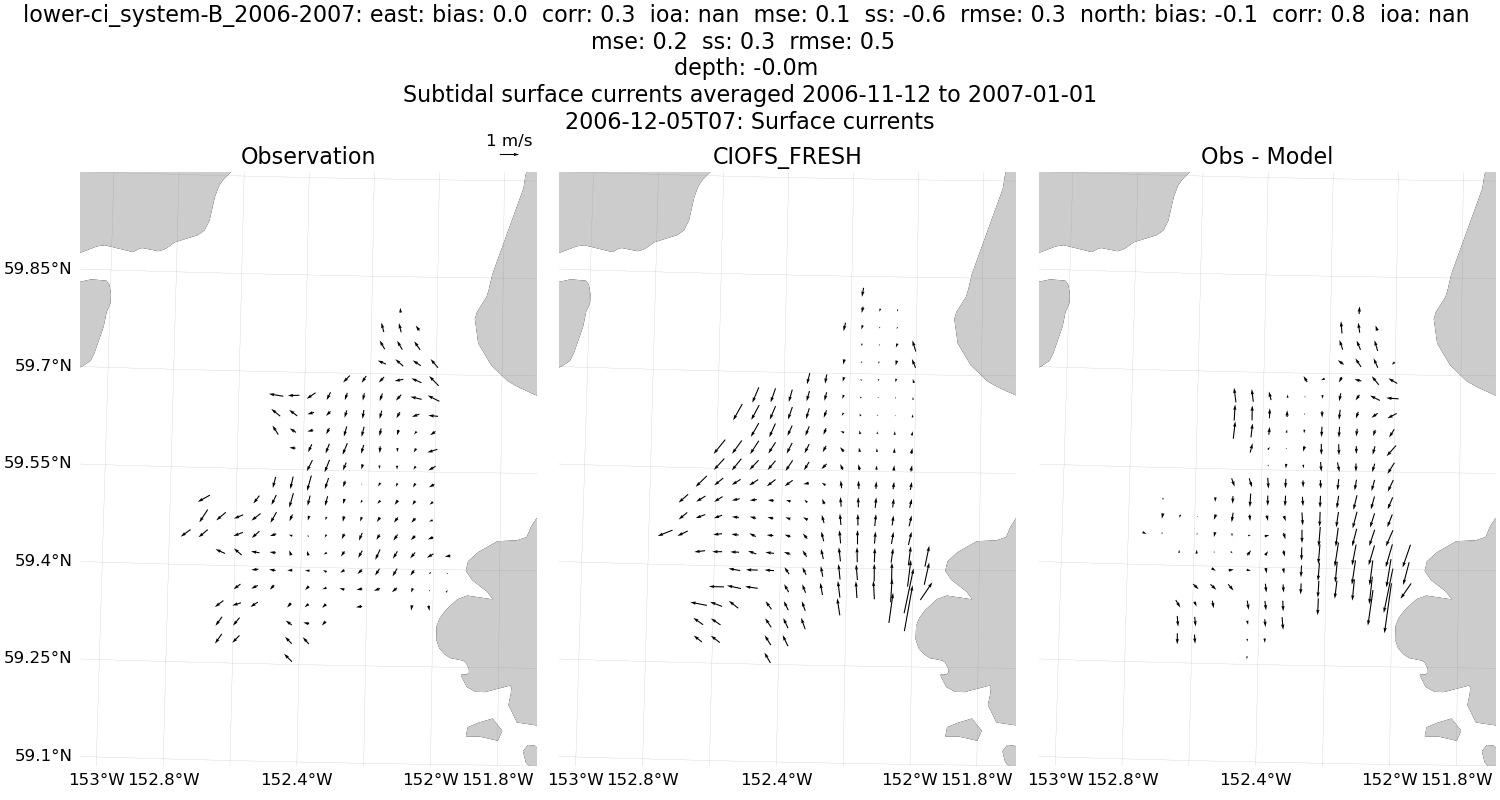 lower-ci_system-B_2006-2007: east: bias: 0.0 corr: 0.3 ioa: nan mse: 0.1 ss: -0.6 rmse: 0.3 north: bias: -0.1 corr: 0.8 ioa: nan
mse: 0.2 ss: 0.3 rmse: 0.5
depth: -0.0m
Subtidal surface currents averaged 2006-11-12 to 2007-01-01
2006-12-05T07: Surface currents
1 m/s
Observation CIOFS_FRESH Obs - Model
59.85°N
59.7°N
59.55°N
59.4°N
59.25°N
59.1°N
153°W 152.8°W 152.4°W 152°W 151.8°W 153°W 152.8°W 152.4°W 152°W 151.8°W 153°W 152.8°W 152.4°W 152°W 151.8°W